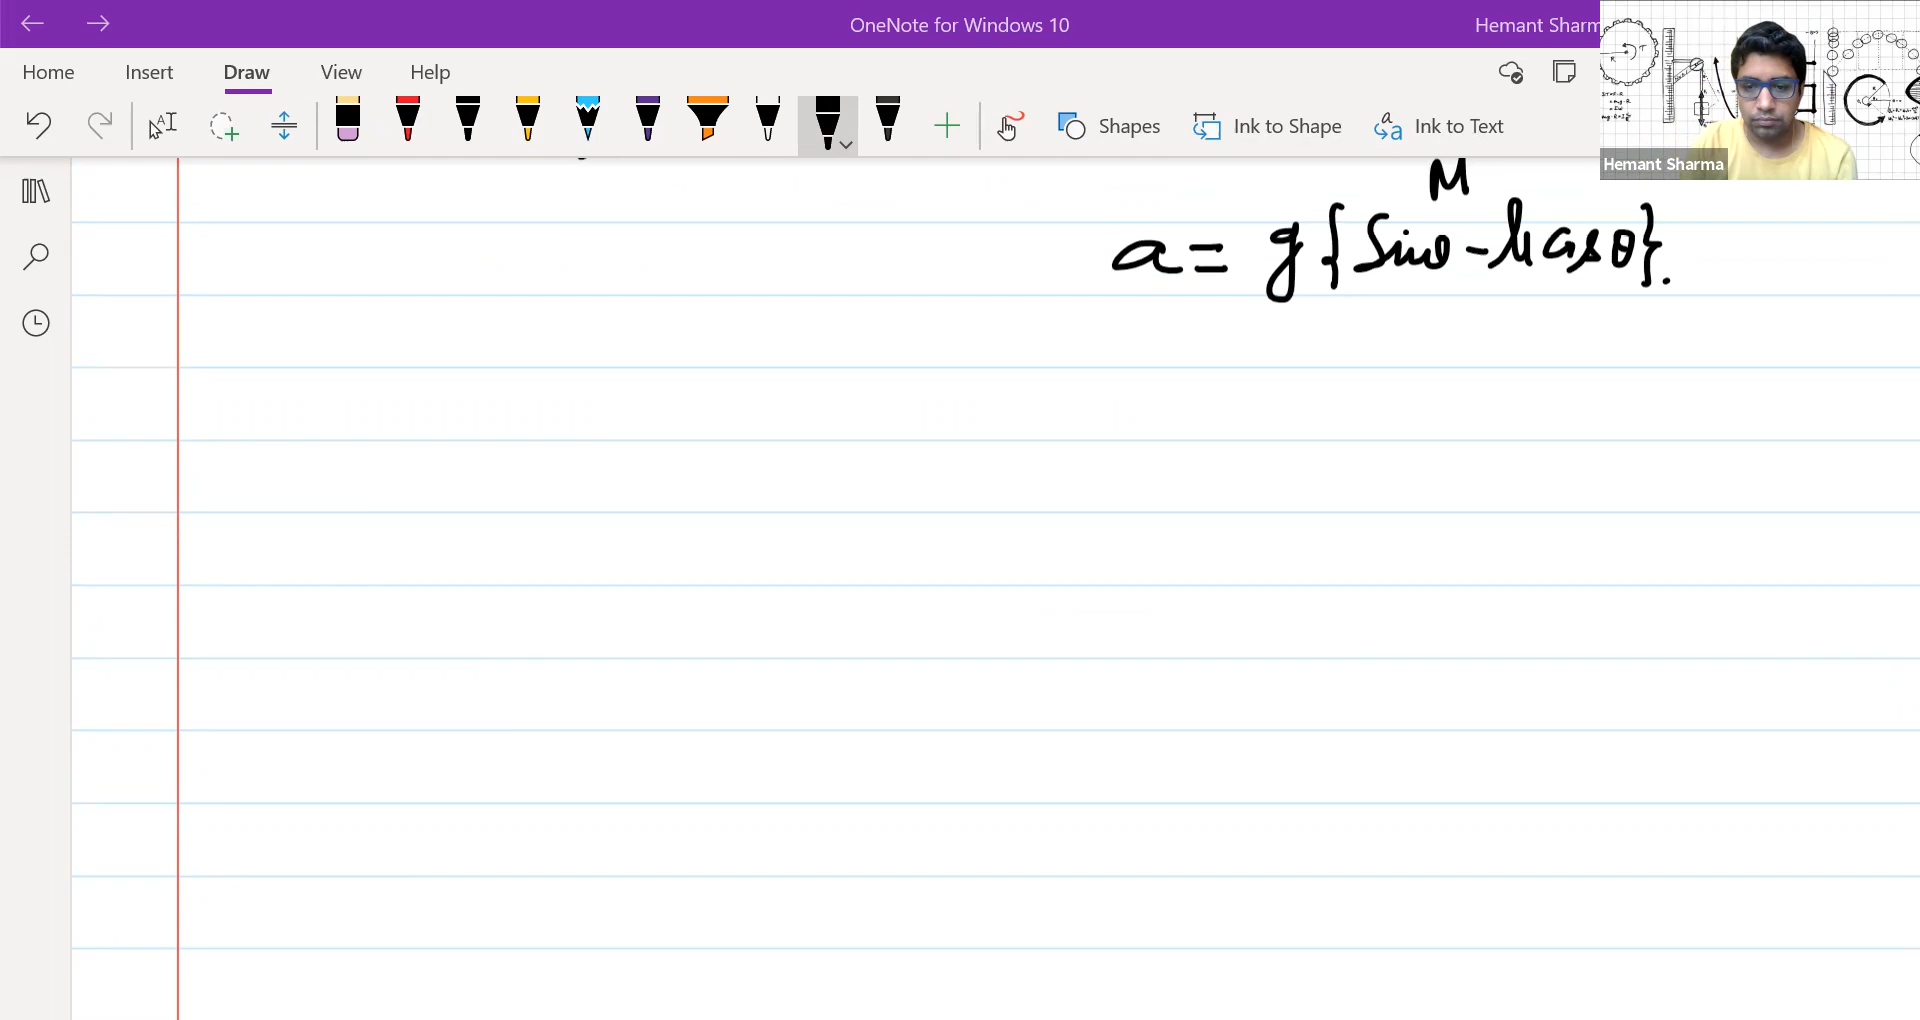 OneNote for Windows 10
Hemant Sharm
Home Insert Draw View Help
Shapes Ink to Shape Ink to Text
Hemant Sharma
M
a = g{Sinθ - μcosθ}.